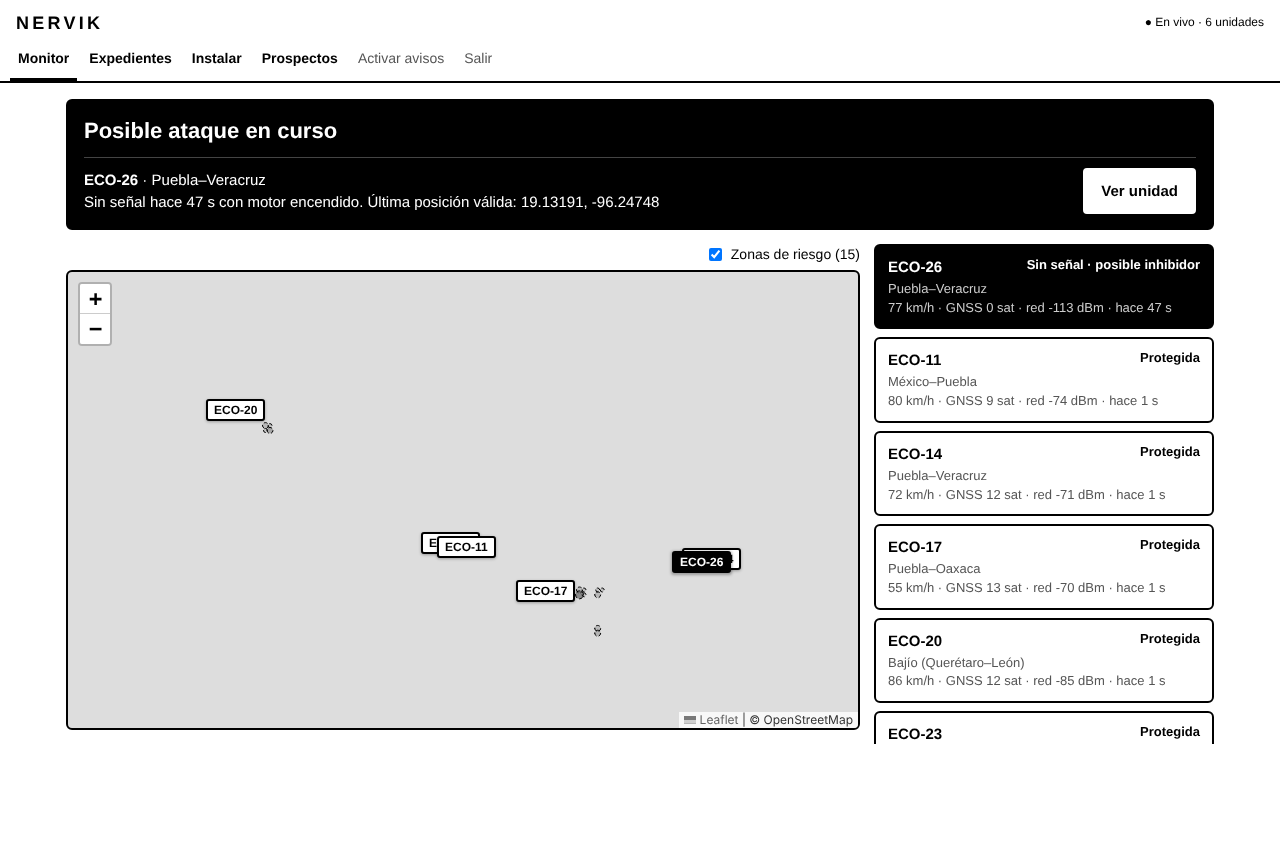 NERVIK
● En vivo · 6 unidades
Monitor
Expedientes
Instalar
Prospectos
Activar avisos
Salir
Posible ataque en curso
ECO-26 · Puebla–Veracruz
Sin señal hace 47 s con motor encendido. Última posición válida: 19.13191, -96.24748
Ver unidad
Zonas de riesgo (15)
+
−
ECO-20
ECO-11
ECO-17
ECO-26
Leaflet | © OpenStreetMap
ECO-26
Sin señal · posible inhibidor
Puebla–Veracruz
77 km/h · GNSS 0 sat · red -113 dBm · hace 47 s
ECO-11
Protegida
México–Puebla
80 km/h · GNSS 9 sat · red -74 dBm · hace 1 s
ECO-14
Protegida
Puebla–Veracruz
72 km/h · GNSS 12 sat · red -71 dBm · hace 1 s
ECO-17
Protegida
Puebla–Oaxaca
55 km/h · GNSS 13 sat · red -70 dBm · hace 1 s
ECO-20
Protegida
Bajío (Querétaro–León)
86 km/h · GNSS 12 sat · red -85 dBm · hace 1 s
ECO-23
Protegida